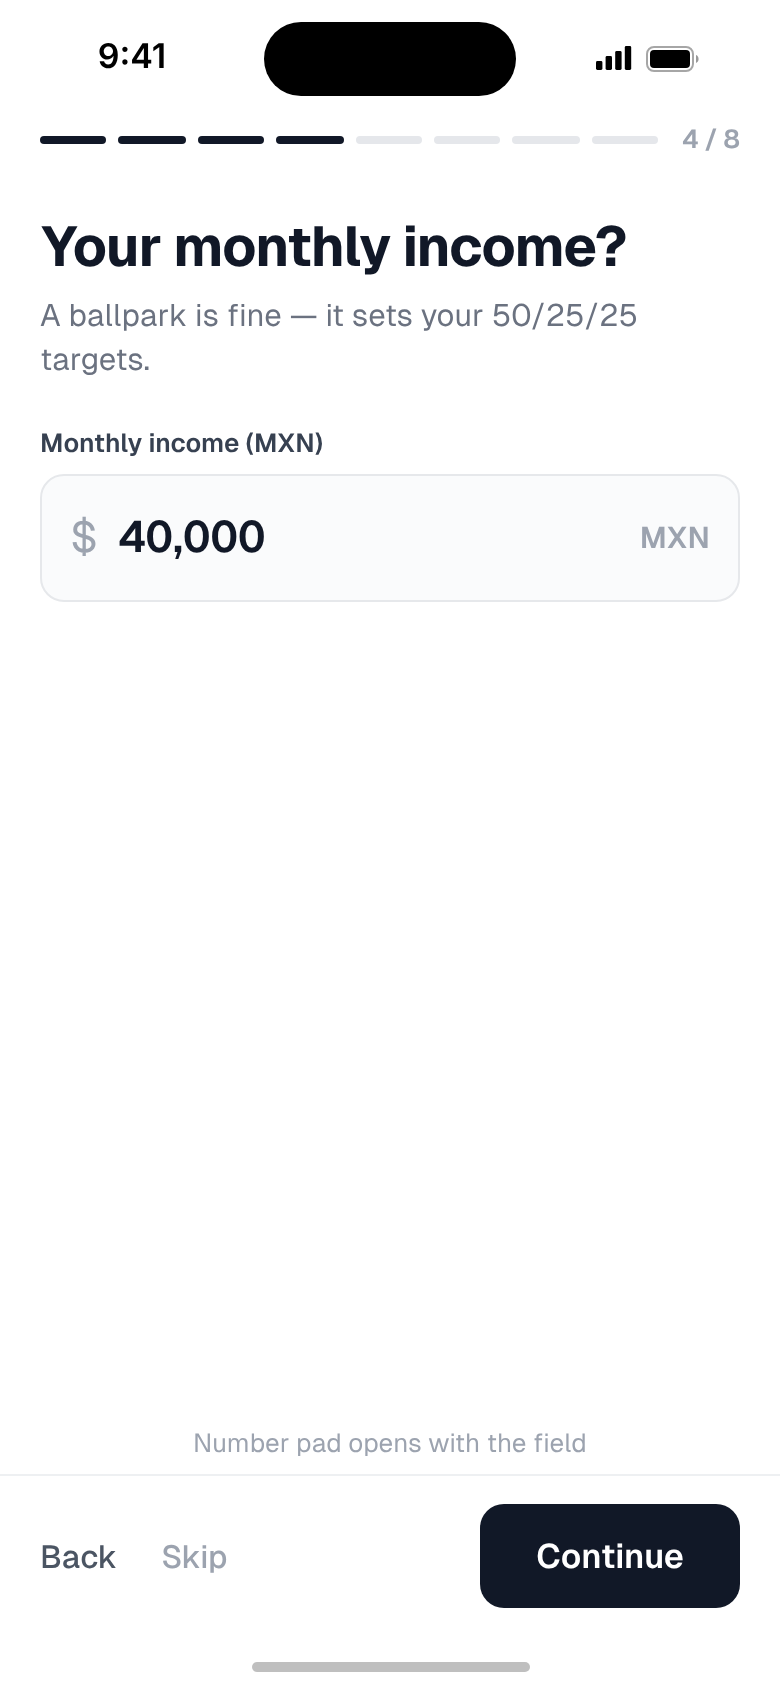 9:41
4 / 8
Your monthly income?
A ballpark is fine — it sets your 50/25/25
targets.
Monthly income (MXN)
$ 40,000 MXN
Number pad opens with the field
Back Skip Continue